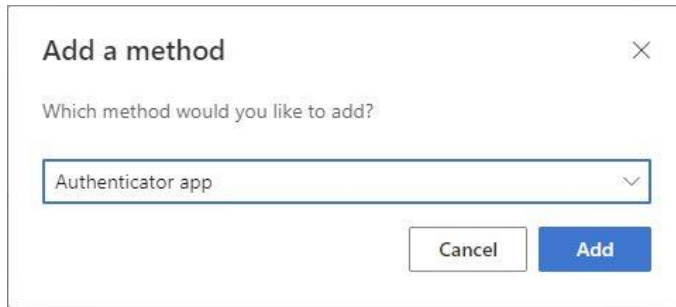 Add a method
Which method would you like to add?
Authenticator app
Cancel Add